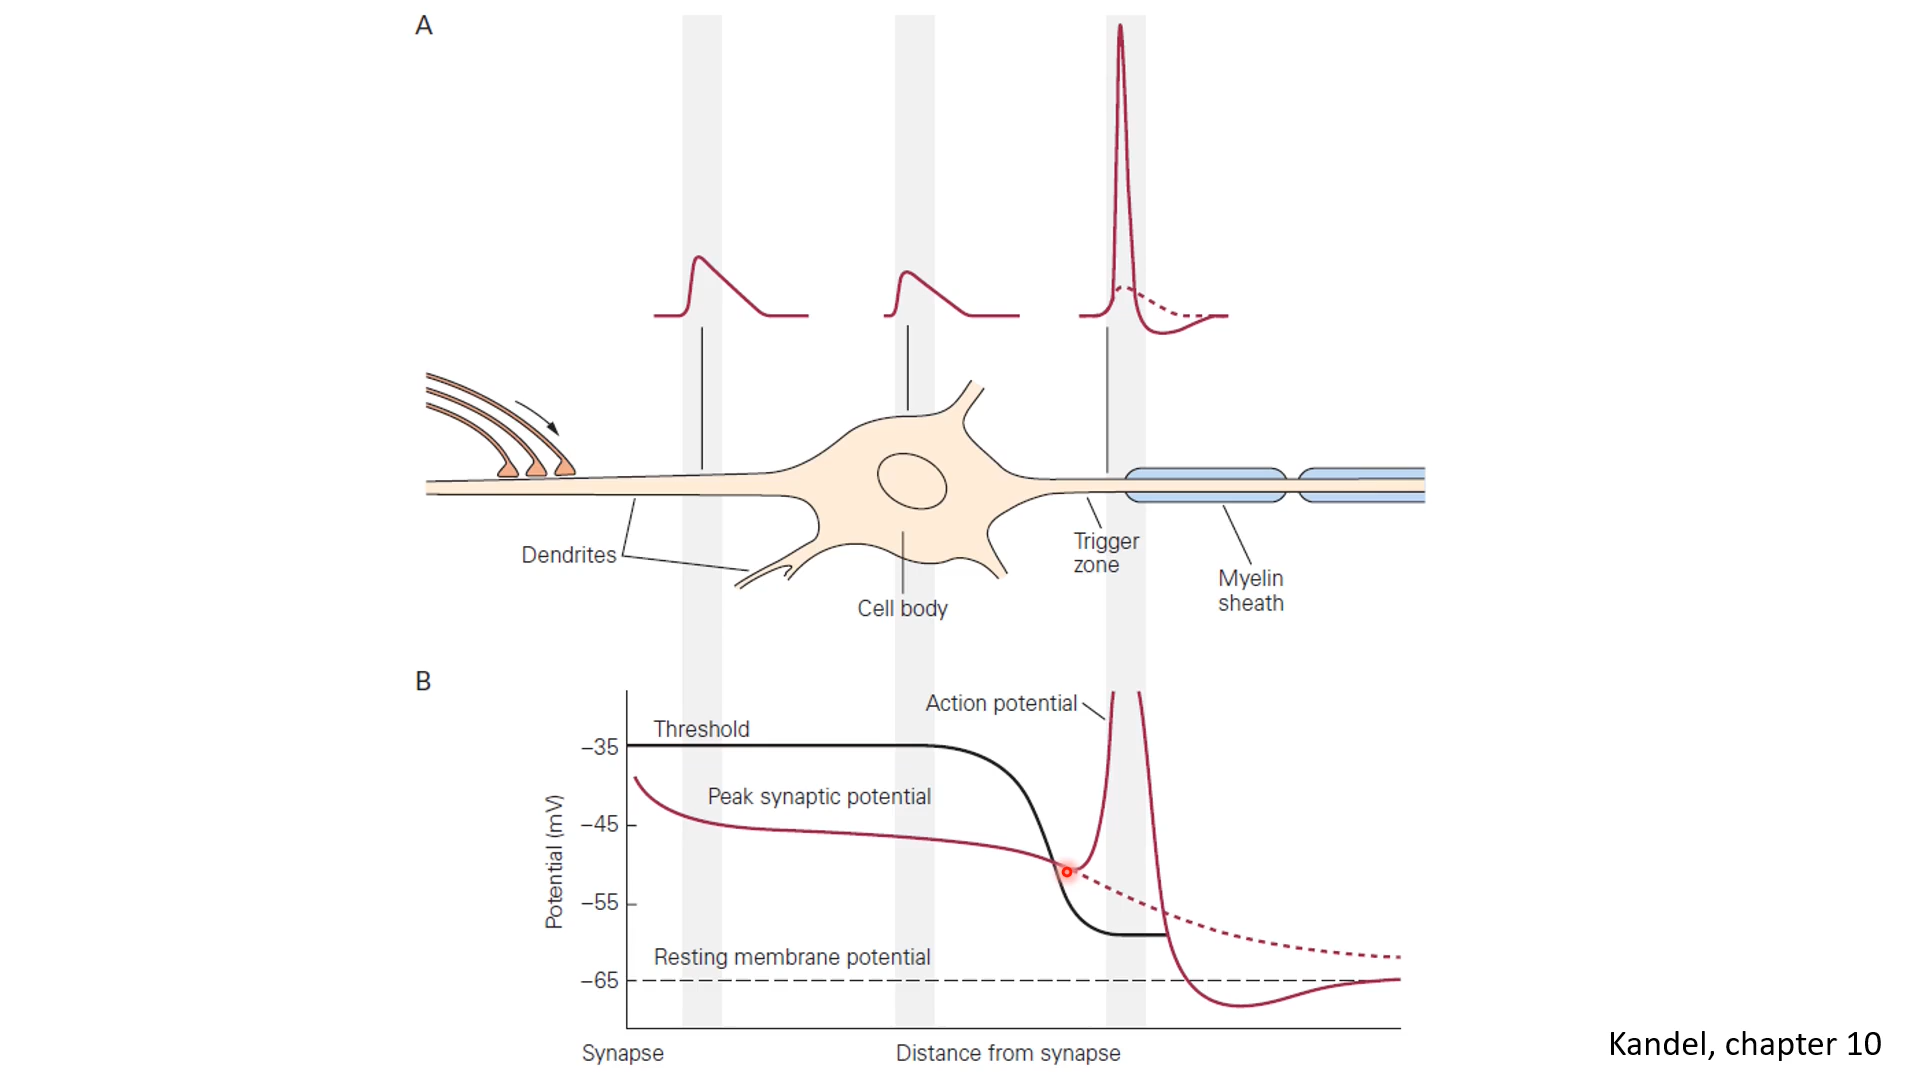 A
Dendrites
Cell body
Trigger
zone
Myelin
sheath
B
Action potential
Threshold
–35
Peak synaptic potential
–45
Potential (mV)
–55
Resting membrane potential
–65
Synapse
Distance from synapse
Kandel, chapter 10